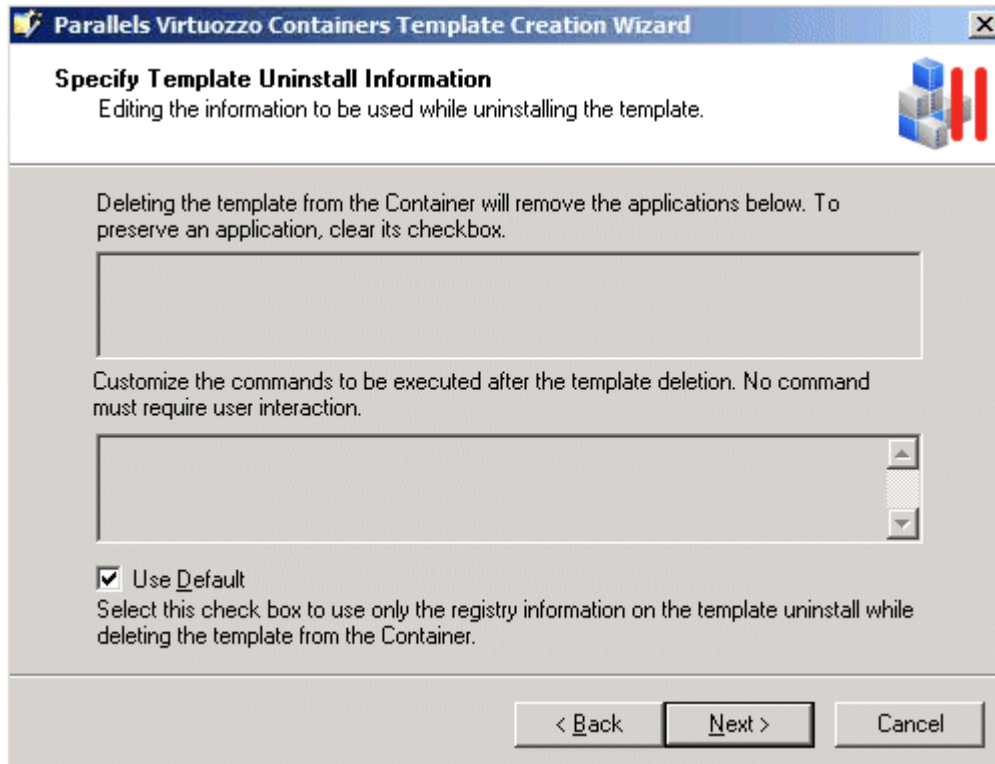 Parallels Virtuozzo Containers Template Creation Wizard
Specify Template Uninstall Information
Editing the information to be used while uninstalling the template.
Deleting the template from the Container will remove the applications below. To
preserve an application, clear its checkbox.
Customize the commands to be executed after the template deletion. No command
must require user interaction.
Use Default
Select this check box to use only the registry information on the template uninstall while
deleting the template from the Container.
< Back Next > Cancel